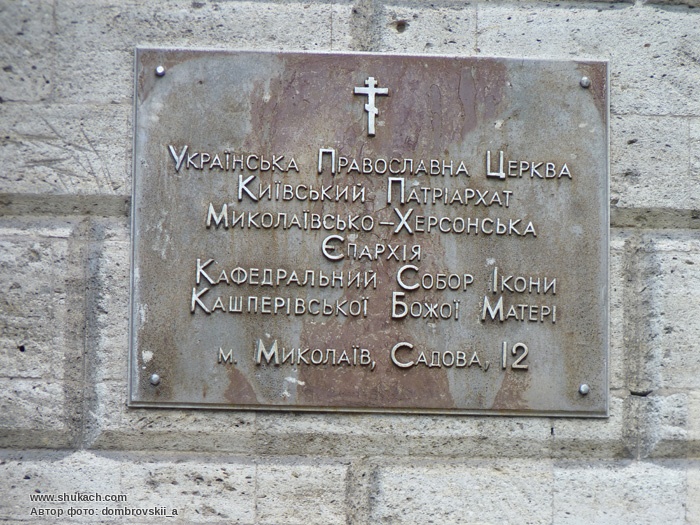 Українська Православна Церква
Київський Патріархат
Миколаївсько-Херсонська
Єпархія
Кафедральний Собор Ікони
Кашперівської Божої Матері
м. Миколаїв, Садова, 12
www.shukach.com
Автор фото: dombrovskii_a